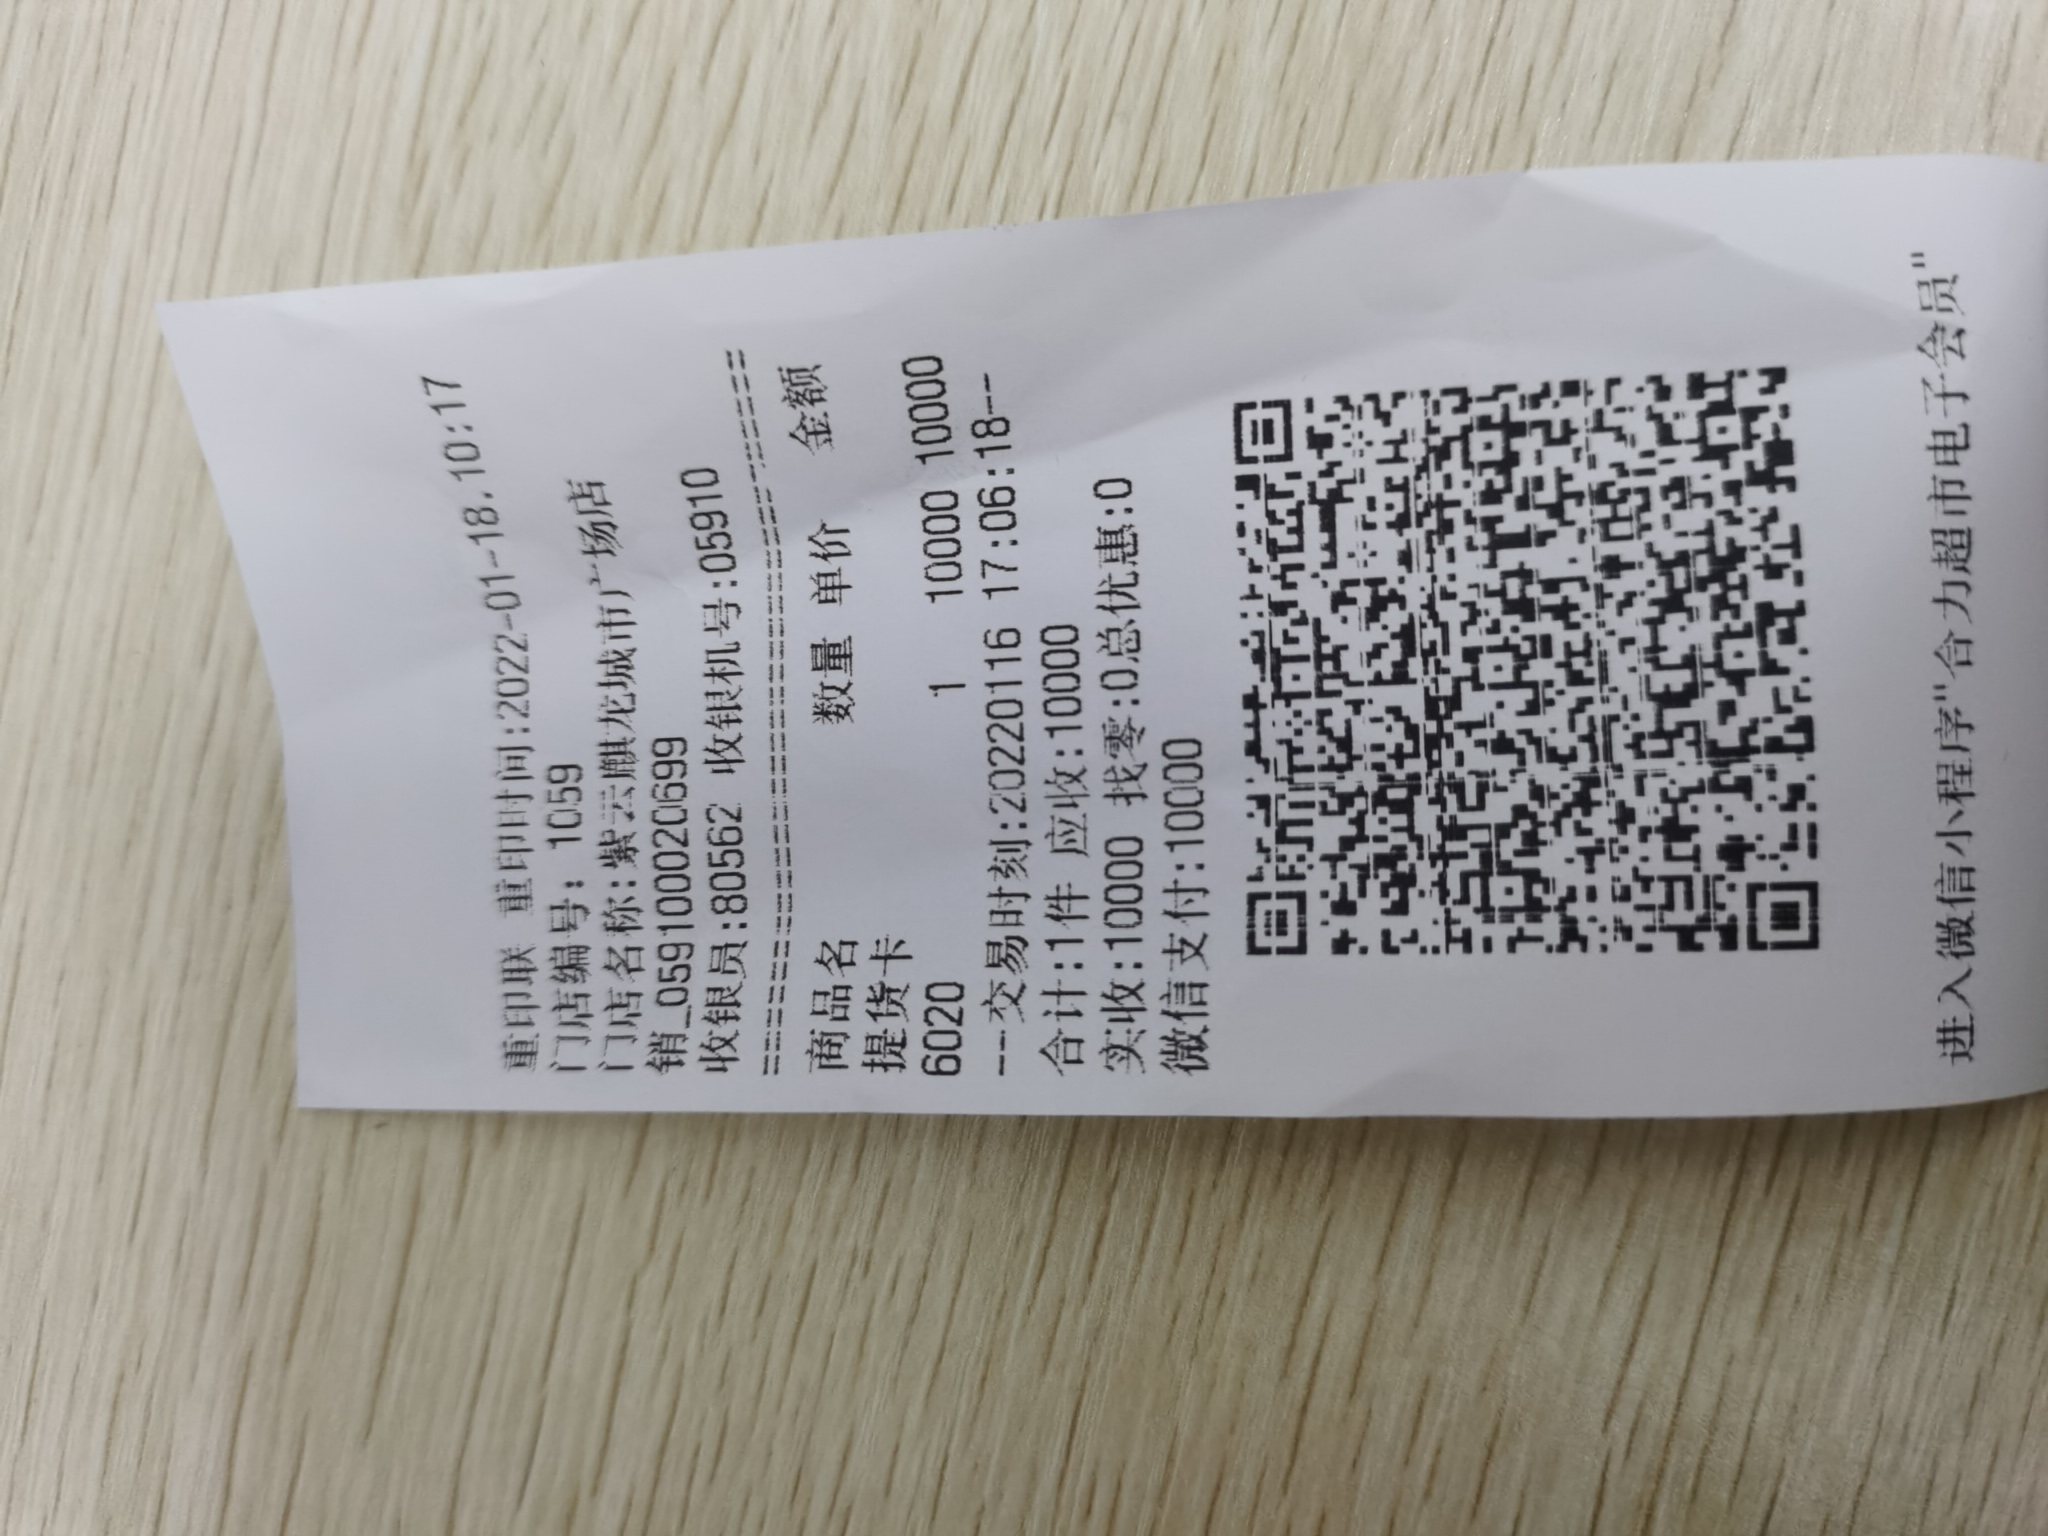 重印联 重印时间:2022-01-18.10:17
门店编号: 1059
门店名称:紫云麒龙城市广场店
销_0591000020699
收银员:80562 收银机号:05910
==========================================
商品名 数量 单价 金额
提货卡
6020 1 10000 10000
---交易时刻:20220116 17:06:18--
合计:1件 应收:10000
实收:10000 找零:0总优惠:0
微信支付:10000
进入微信小程序"合力超市电子会员"